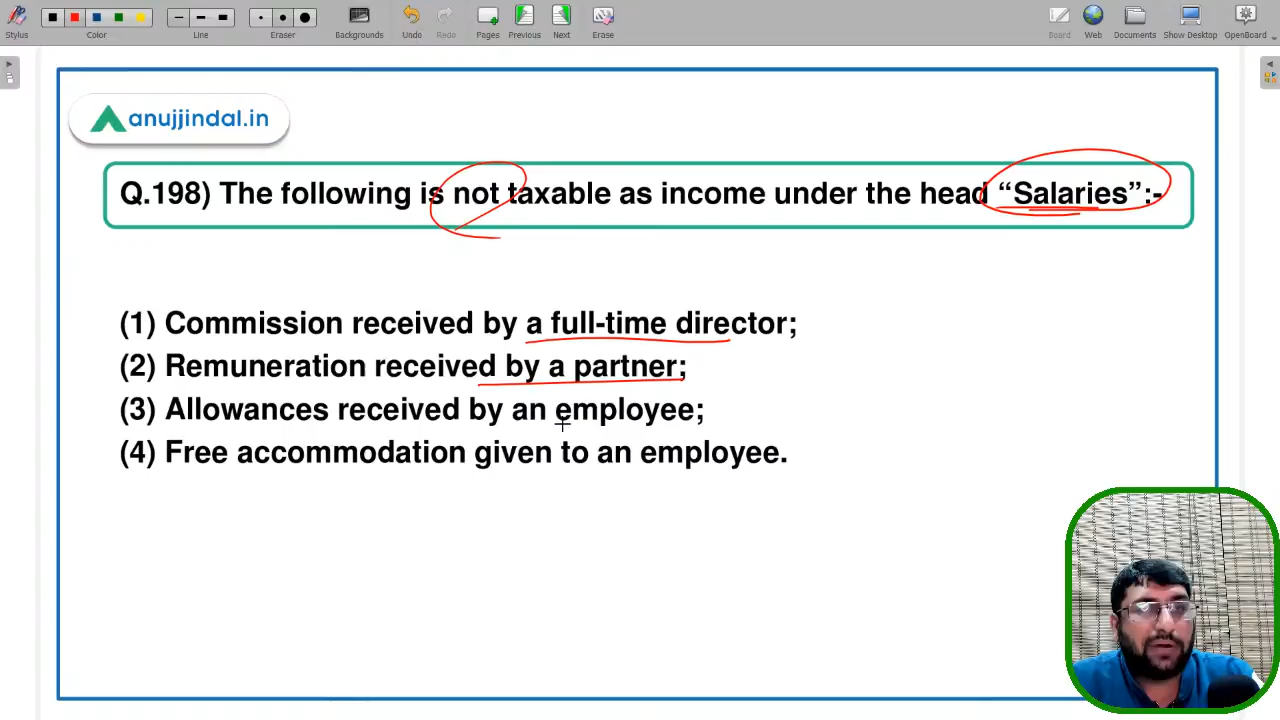 Stylus
Color
Line
Eraser
Backgrounds
Undo
Redo
Pages
Previous
Next
Erase
Board
Web
Documents
Show Desktop
OpenBoard
anujjindal.in
Q.198) The following is not taxable as income under the head “Salaries”:-
(1) Commission received by a full-time director;
(2) Remuneration received by a partner;
(3) Allowances received by an employee;
(4) Free accommodation given to an employee.